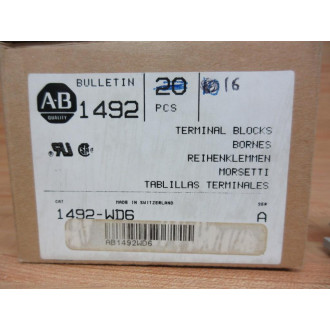 A-B
QUALITY
BULLETIN
1492
20 16
PCS
TERMINAL BLOCKS
BORNES
REIHENKLEMMEN
MORSETTI
TABLILLAS TERMINALES
CAT
MADE IN SWITZERLAND
SER
1492-WD6
A
AB1492WD6